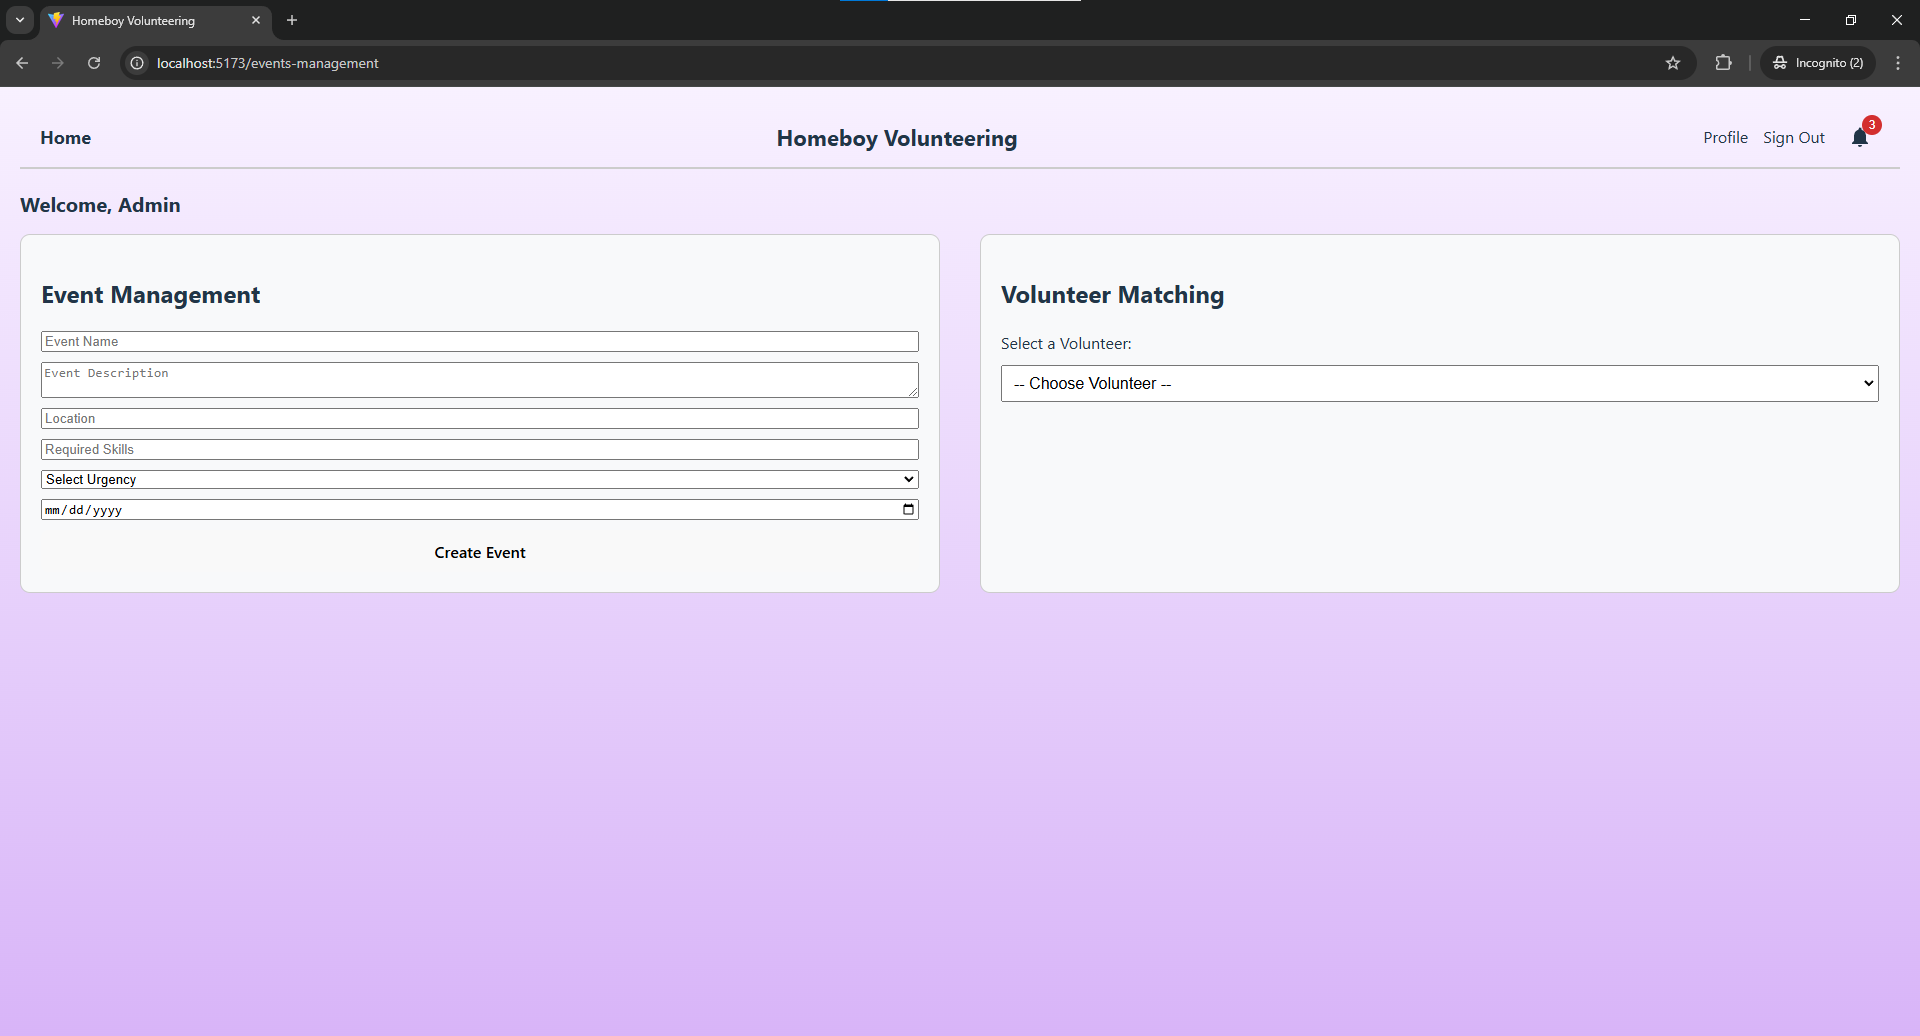 Homeboy Volunteering
localhost:5173/events-management
Incognito (2)
Home
Homeboy Volunteering
Profile
Sign Out
3
Welcome, Admin
Event Management
Event Name
Event Description
Location
Required Skills
Select Urgency
mm/dd/yyyy
Create Event
Volunteer Matching
Select a Volunteer:
-- Choose Volunteer --